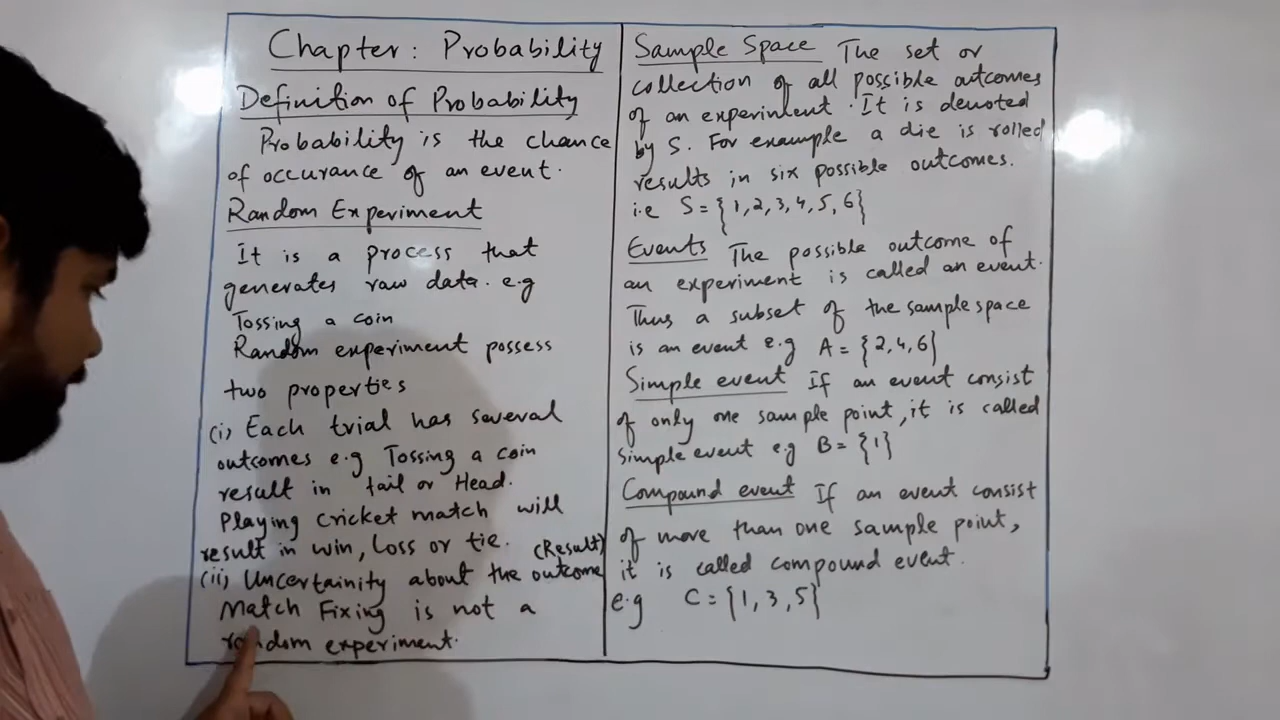 Chapter: Probability
Definition of Probability
Probability is the chance
of occurance of an event.
Random Experiment
It is a process that
generates raw data. e.g
Tossing a coin
Random experiment possess
two properties
(i) Each trial has several
outcomes e.g Tossing a coin
result in tail or Head.
Playing cricket match will
result in win, Loss or tie.
(Result)
(ii) Uncertainity about the outcome
Match Fixing is not a
random experiment.
Sample Space The set or
collection of all possible outcomes
of an experiment. It is denoted
by S. For example a die is rolled
results in six possible outcomes.
i.e S={1,2,3,4,5,6}
Events The possible outcome of
an experiment is called an event.
Thus a subset of the sample space
is an event e.g A={2,4,6}
Simple event If an event consist
of only one sample point, it is called
Simple event e.g B={1}
Compound event If an event consist
of more than one sample point,
it is called compound event.
e.g C={1,3,5}